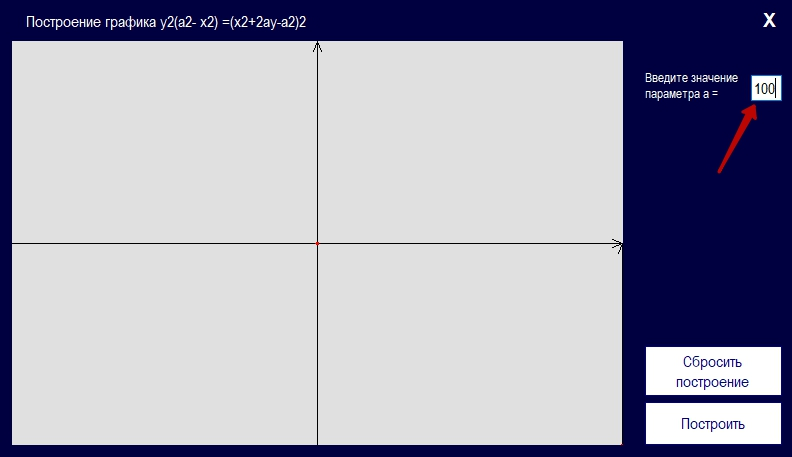 Построение графика y2(a2- x2) =(x2+2ay-a2)2
X
Введите значение
параметра a =
100
Сбросить
построение
Построить